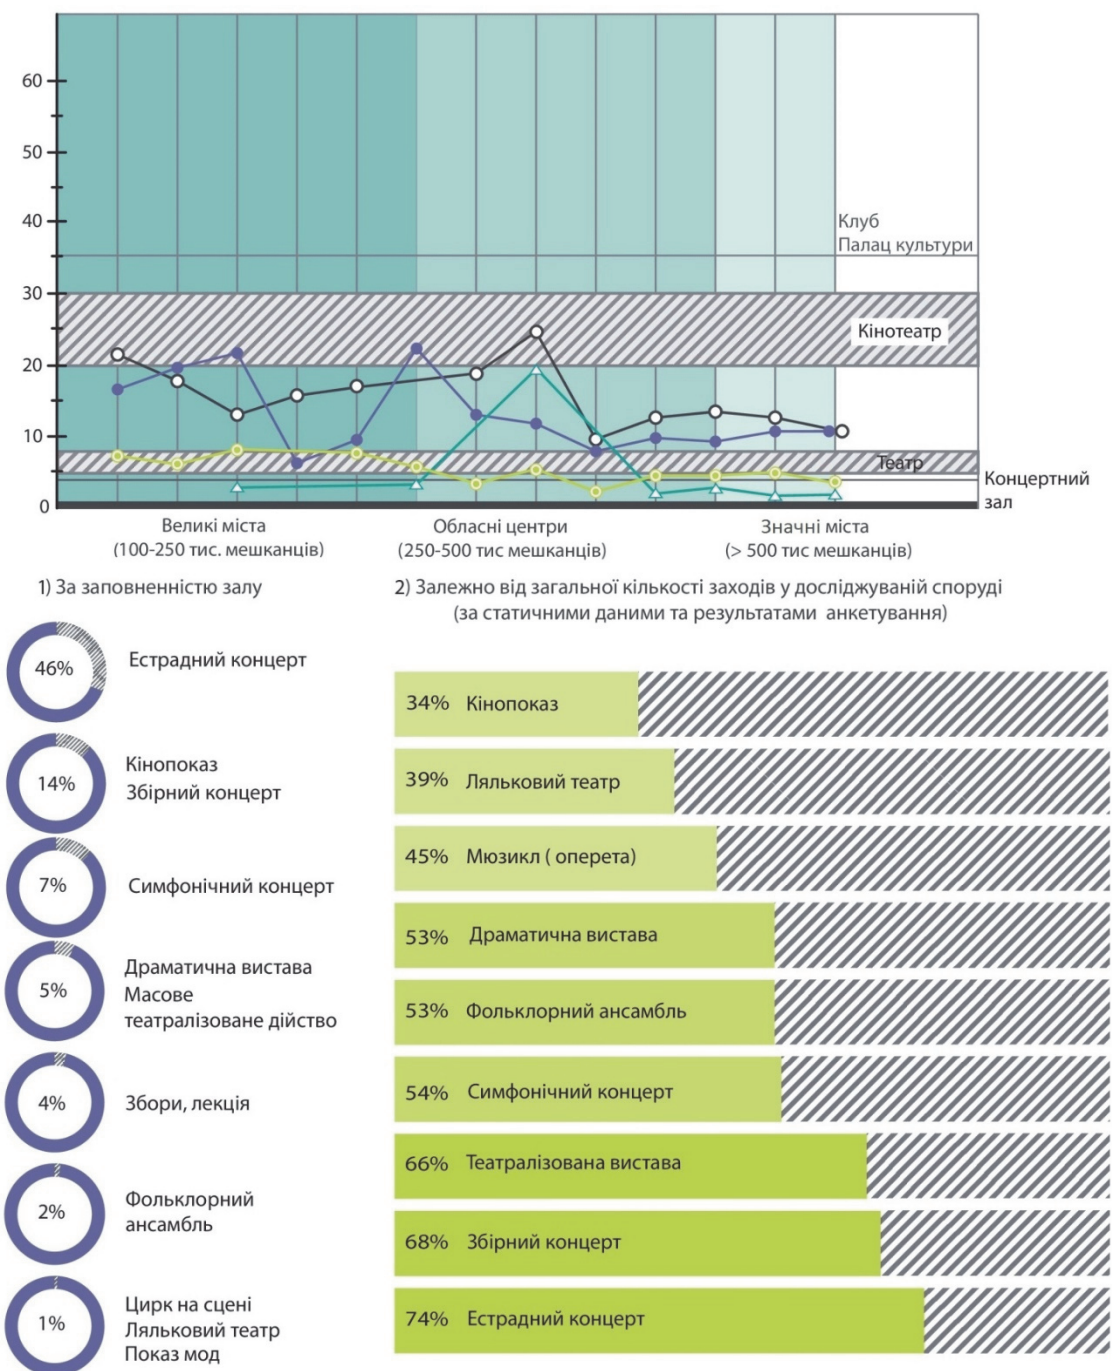 60
50
40
30
20
10
0
Клуб
Палац культури
Кінотеатр
Театр
Концертний
зал
Великі міста
(100-250 тис. мешканців)
Обласні центри
(250-500 тис мешканців)
Значні міста
(> 500 тис мешканців)
1) За заповненністю залу
46%
Естрадний концерт
14%
Кінопоказ
Збірний концерт
7%
Симфонічний концерт
5%
Драматична вистава
Масове
театралізоване дійство
4%
Збори, лекція
2%
Фольклорний
ансамбль
1%
Цирк на сцені
Ляльковий театр
Показ мод
2) Залежно від загальної кількості заходів у досліджуваній споруді
(за статичними даними та результатами анкетування)
34% Кінопоказ
39% Ляльковий театр
45% Мюзикл ( оперета)
53% Драматична вистава
53% Фольклорний ансамбль
54% Симфонічний концерт
66% Театралізована вистава
68% Збірний концерт
74% Естрадний концерт